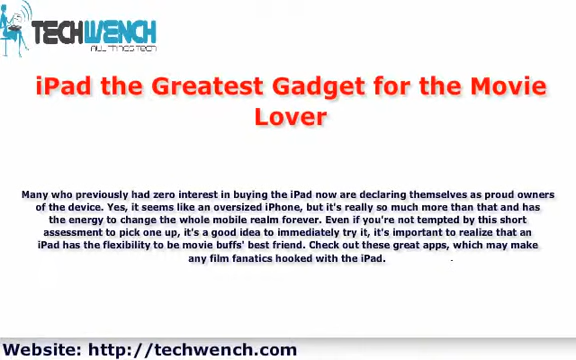 TECHWENCH
ALL THINGS TECH
iPad the Greatest Gadget for the Movie
Lover
Many who previously had zero interest in buying the iPad now are declaring themselves as proud owners
of the device. Yes, it seems like an oversized iPhone, but it's really so much more than that and has
the energy to change the whole mobile realm forever. Even if you're not tempted by this short
assessment to pick one up, it's a good idea to immediately try it, it's important to realize that an
iPad has the flexibility to be movie buffs' best friend. Check out these great apps, which may make
any film fanatics hooked with the iPad.
Website: http://techwench.com